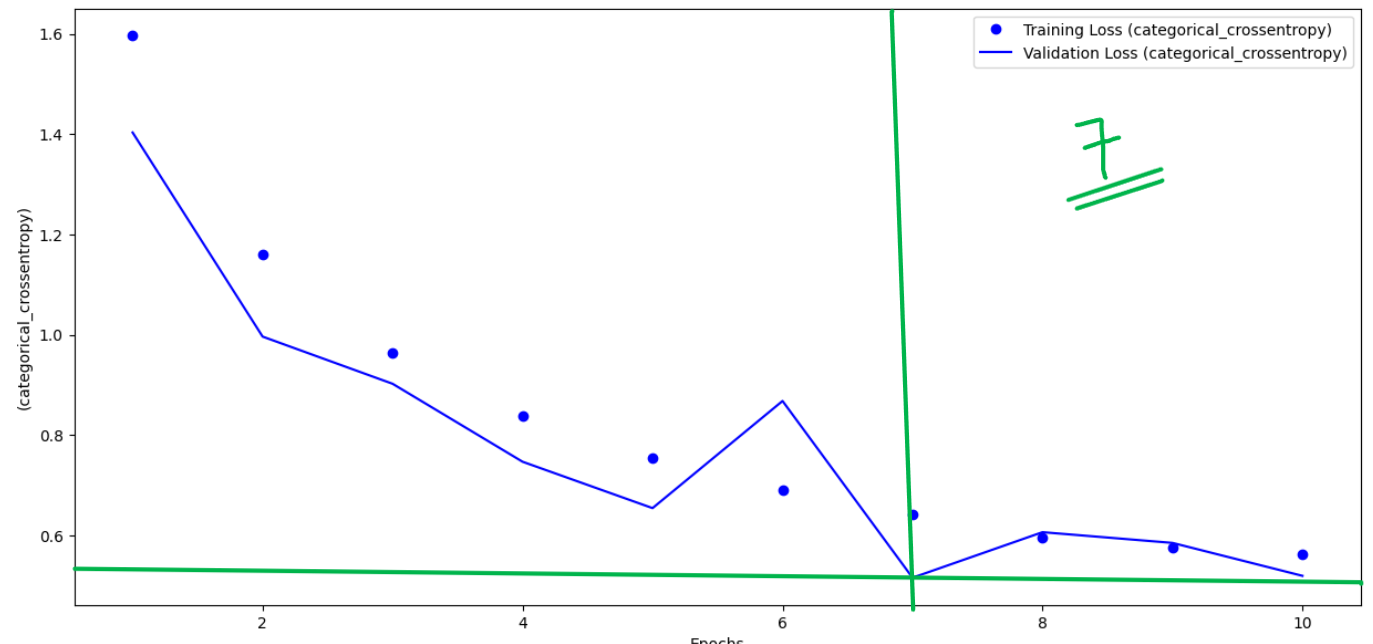 1.6
Training Loss (categorical_crossentropy)
Validation Loss (categorical_crossentropy)
1.4
7
1.2
(categorical_crossentropy)
1.0
0.8
0.6
2 4 6 8 10
Epochs